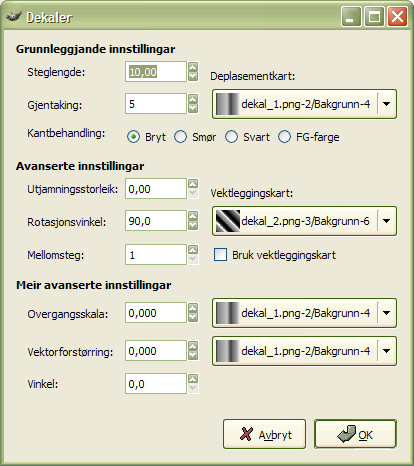 Dekaler
Grunnleggjande innstillingar
Steglengde: 10,00 Deplasementkart:
Gjentaking: 5 dekal_1.png-2/Bakgrunn-4
Kantbehandling: Bryt Smør Svart FG-farge
Avanserte innstillingar
Utjamningsstorleik: 0,00 Vektleggingskart:
Rotasjonsvinkel: 90,0 dekal_2.png-3/Bakgrunn-6
Mellomsteg: 1 Bruk vektleggingskart
Meir avanserte innstillingar
Overgangsskala: 0,000 dekal_1.png-2/Bakgrunn-4
Vektorforstørring: 0,000 dekal_1.png-2/Bakgrunn-4
Vinkel: 0,0
Avbryt OK